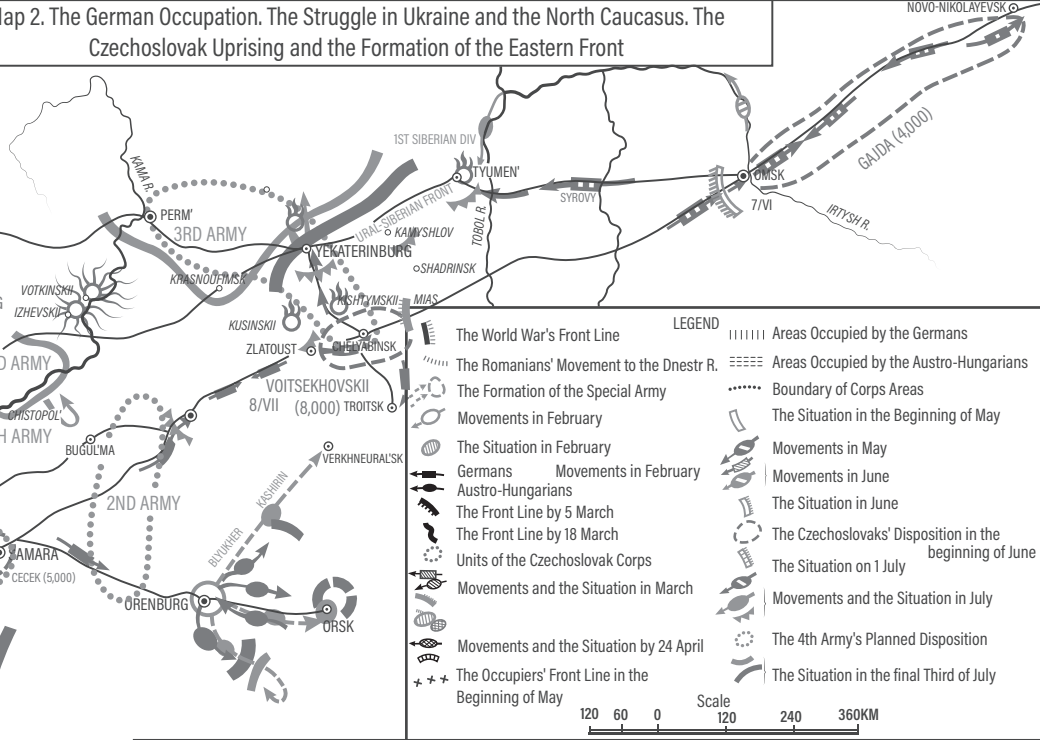 Map 2. The German Occupation. The Struggle in Ukraine and the North Caucasus. The
Czechoslovak Uprising and the Formation of the Eastern Front
NOVO-NIKOLAYEVSK
GAJDA (4,000)
1ST SIBERIAN DIV
TYUMEN'
OMSK
7/VI
IRTYSH R.
SYROVY
TOBOL R.
URAL-SIBERIAN FRONT
KAMA R.
PERM'
3RD ARMY
KAMYSHLOV
YEKATERINBURG
SHADRINSK
KRASNOUFIMSK
VOTKINSKII
IZHEVSKII
KISHTYMSKII
MIAS
KUSINSKII
ZLATOUST
CHELYABINSK
D ARMY
VOITSEKHOVSKII
8/VII (8,000)
TROITSK
CHISTOPOL'
H ARMY
BUGUL'MA
VERKHNEURAL'SK
2ND ARMY
KASHIRIN
BLYUKHER
SAMARA
CECEK (5,000)
ORENBURG
ORSK
LEGEND
The World War's Front Line
The Romanians' Movement to the Dnestr R.
The Formation of the Special Army
Movements in February
The Situation in February
Germans Movements in February
Austro-Hungarians
The Front Line by 5 March
The Front Line by 18 March
Units of the Czechoslovak Corps
Movements and the Situation in March
Movements and the Situation by 24 April
The Occupiers' Front Line in the
Beginning of May
Areas Occupied by the Germans
Areas Occupied by the Austro-Hungarians
Boundary of Corps Areas
The Situation in the Beginning of May
Movements in May
Movements in June
The Situation in June
The Czechoslovaks' Disposition in the
beginning of June
The Situation on 1 July
Movements and the Situation in July
The 4th Army's Planned Disposition
The Situation in the final Third of July
Scale
120 60 0 120 240 360KM